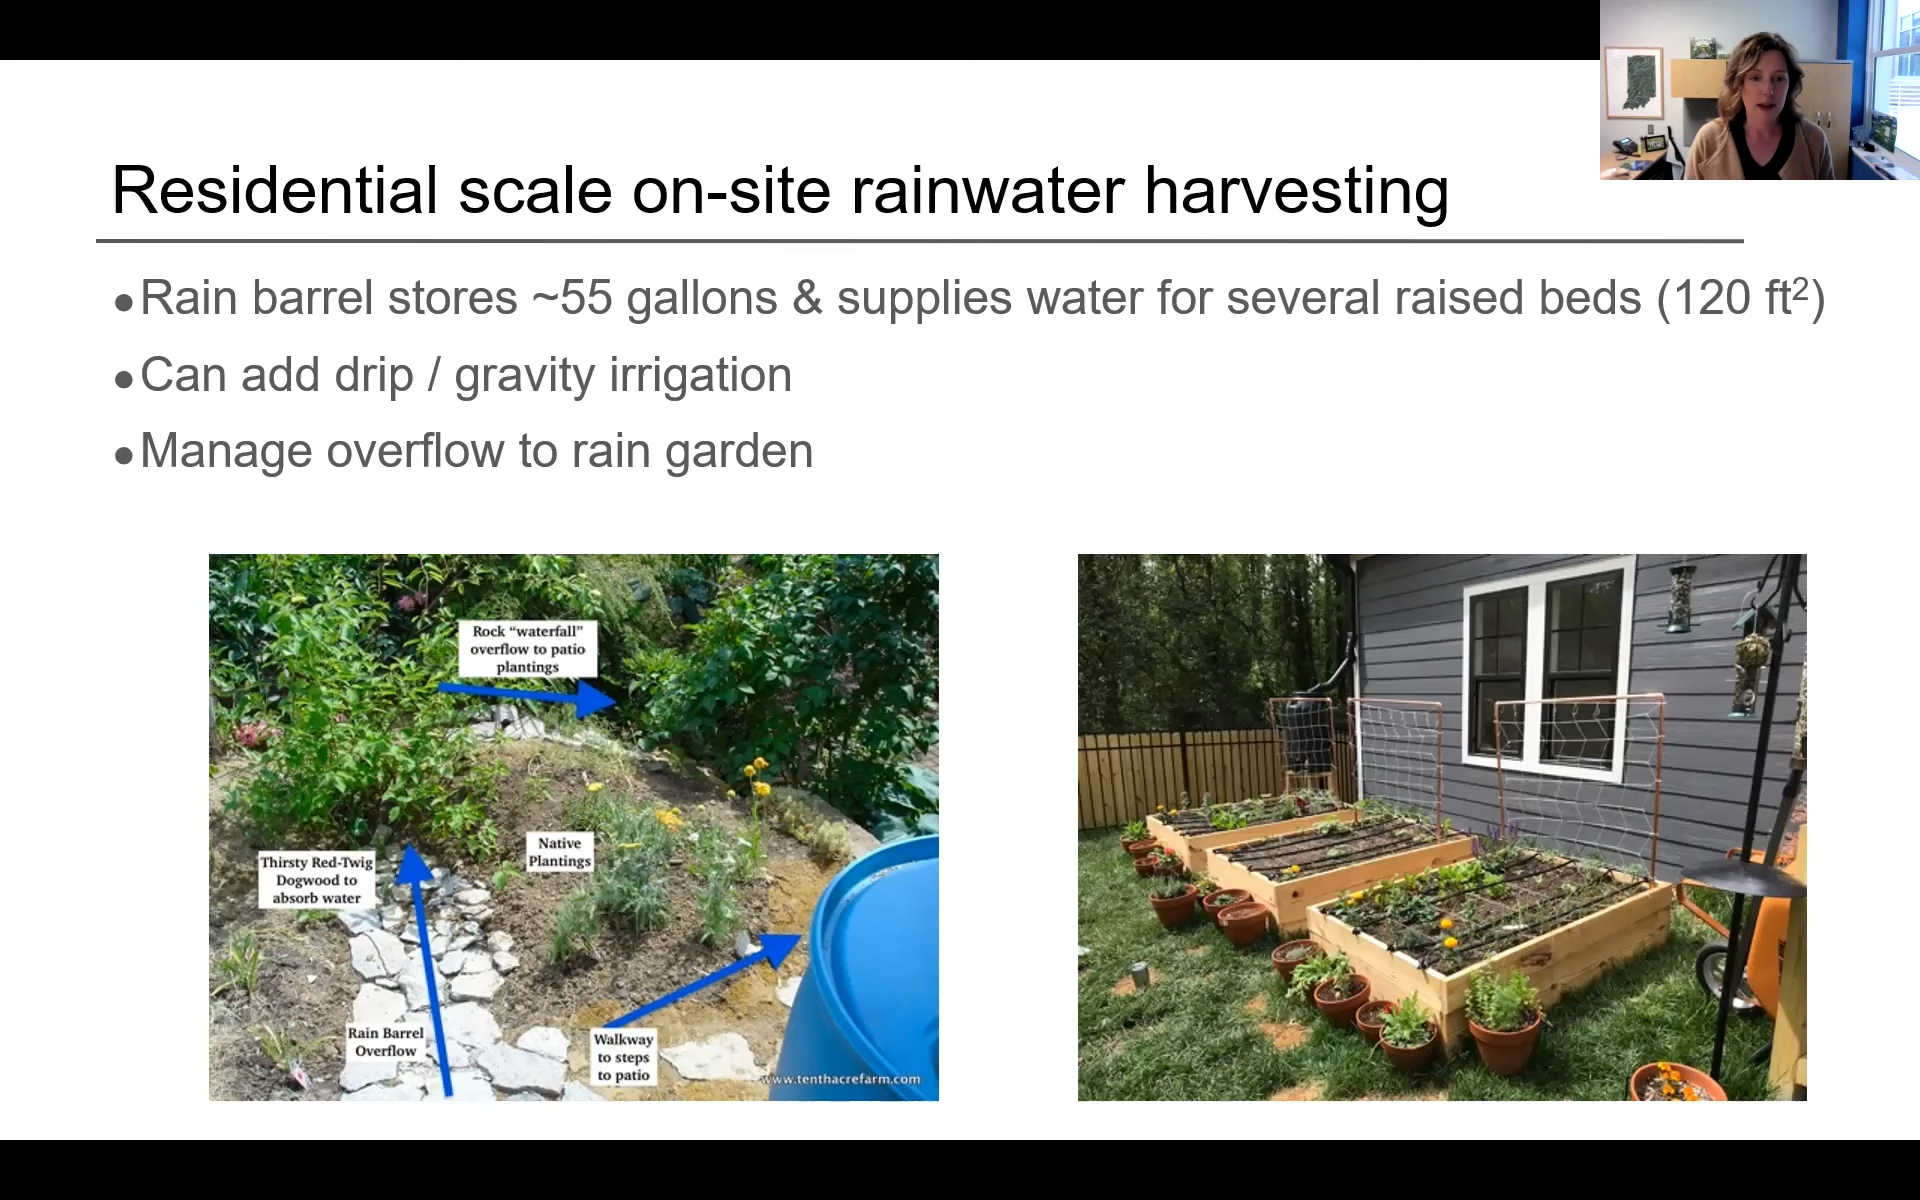 Residential scale on-site rainwater harvesting
●Rain barrel stores ~55 gallons & supplies water for several raised beds (120 ft²)
●Can add drip / gravity irrigation
●Manage overflow to rain garden
Rock “waterfall”
overflow to patio
plantings
Native
Plantings
Thirsty Red-Twig
Dogwood to
absorb water
Rain Barrel
Overflow
Walkway
to steps
to patio
www.tenthacrefarm.com